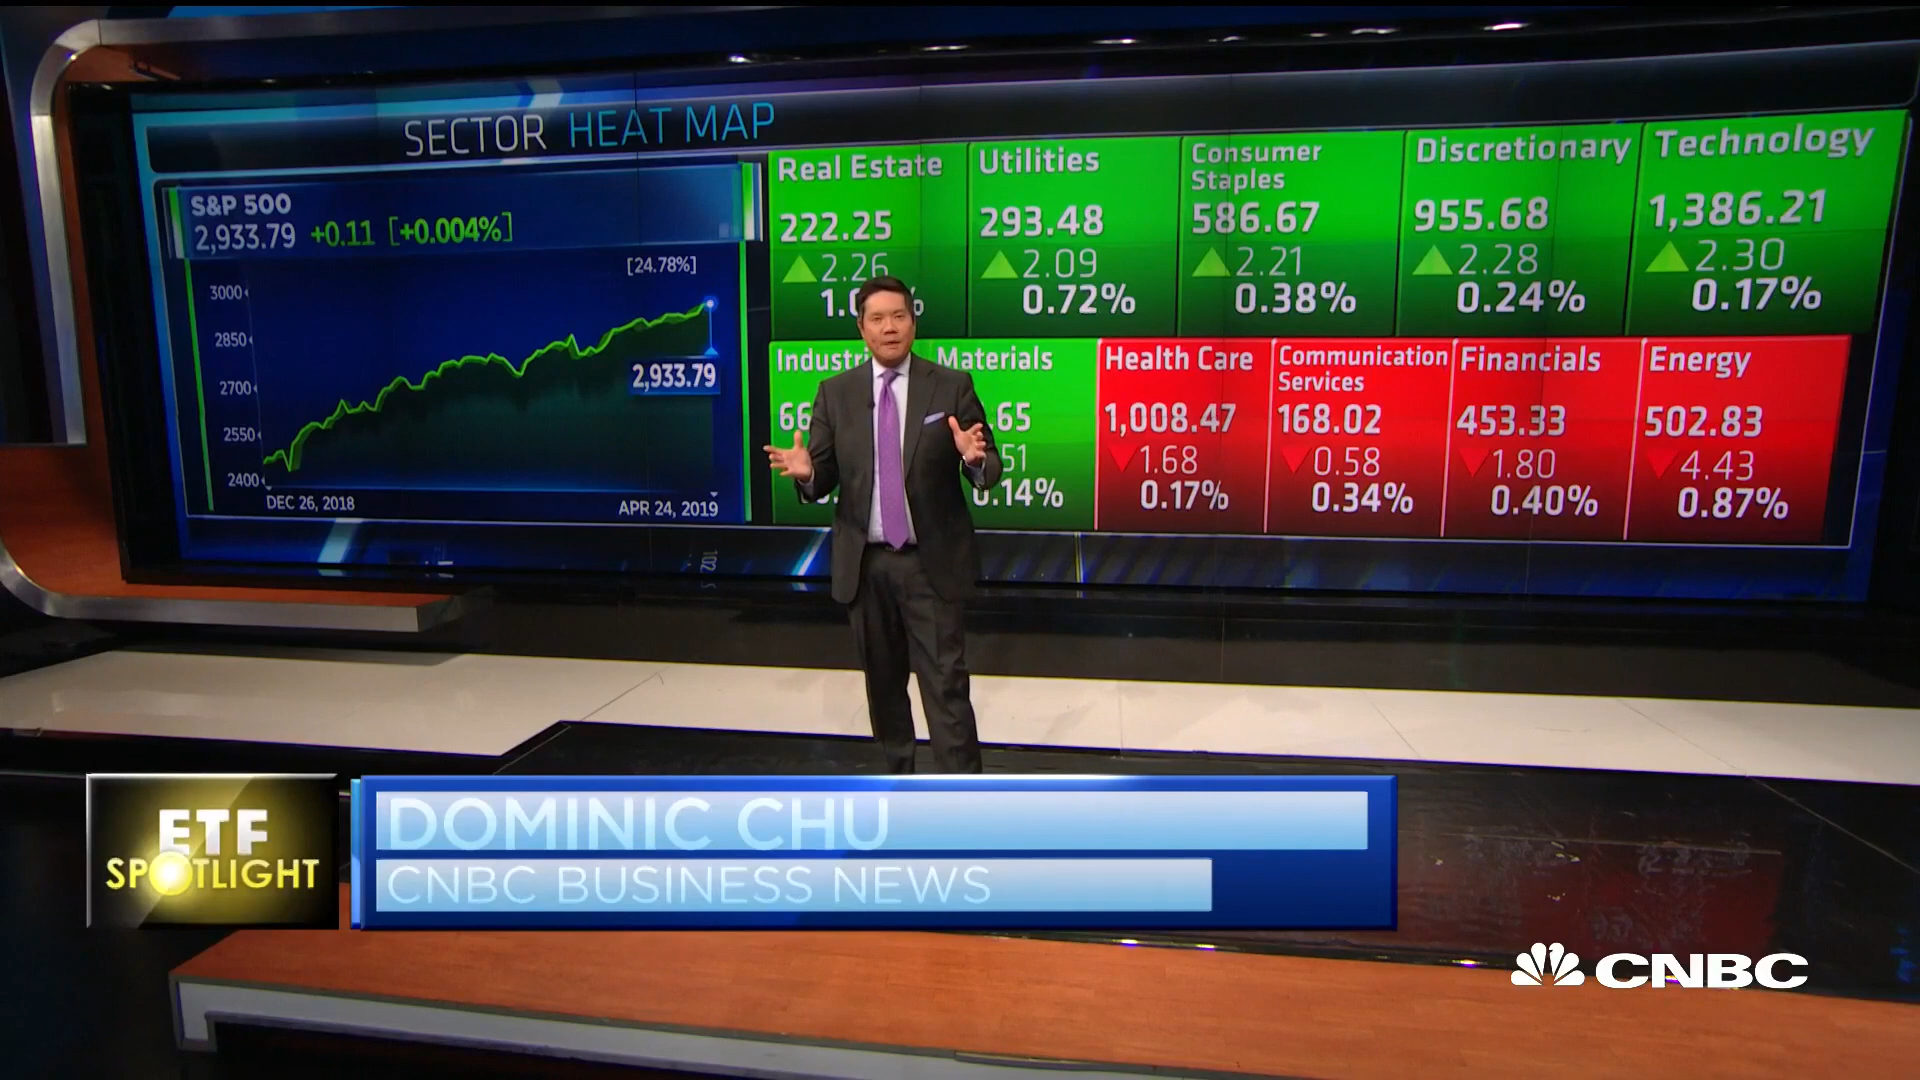 SECTOR HEAT MAP
S&P 500
2,933.79 +0.11 [+0.004%]
[24.78%]
3000
2850
2700
2550
2400
2,933.79
DEC 26, 2018
APR 24, 2019
Real Estate
222.25
2.26
Utilities
293.48
2.09
0.72%
Consumer
Staples
586.67
2.21
0.38%
Discretionary
955.68
2.28
0.24%
Technology
1,386.21
2.30
0.17%
Materials
.65
51
0.14%
Health Care
1,008.47
1.68
0.17%
Communication
Services
168.02
0.58
0.34%
Financials
453.33
1.80
0.40%
Energy
502.83
4.43
0.87%
ETF
SPOTLIGHT
DOMINIC CHU
CNBC BUSINESS NEWS
CNBC